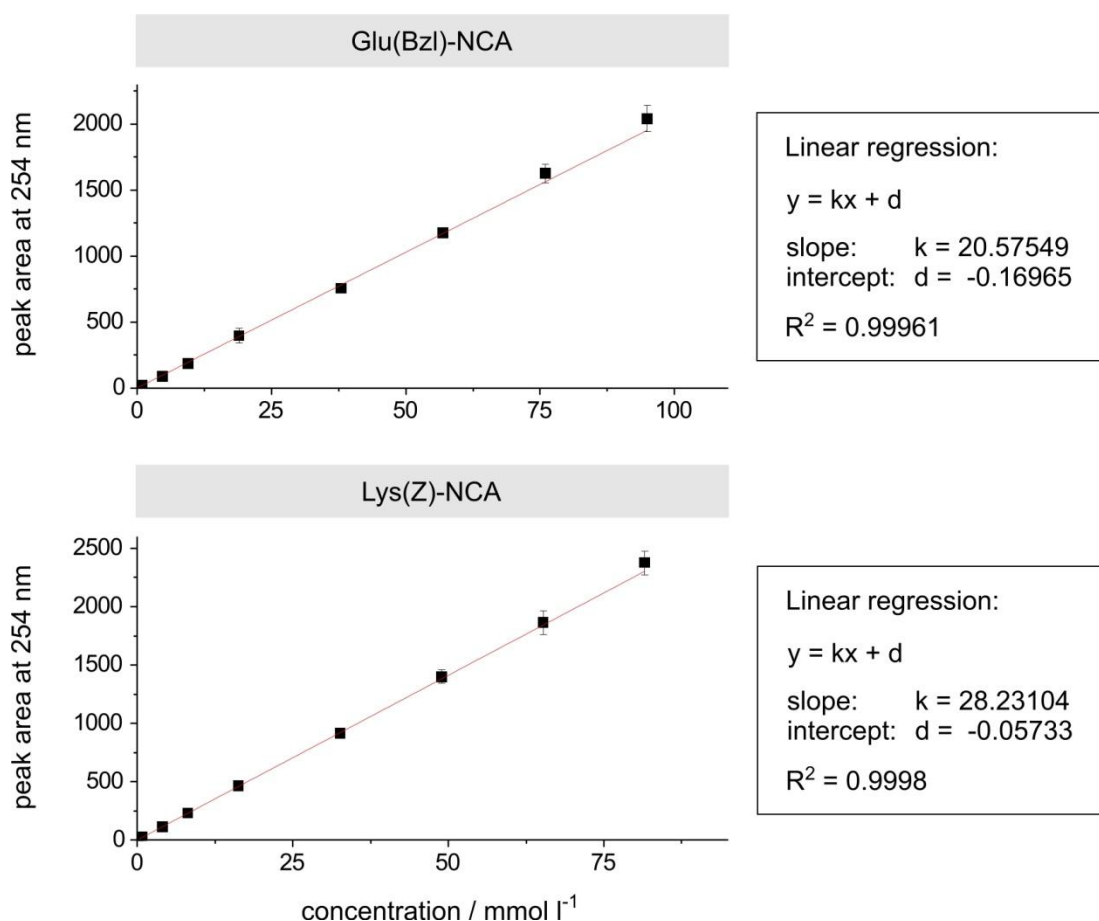 Glu(Bzl)-NCA
peak area at 254 nm
2000
1500
1000
500
0
0 25 50 75 100
Linear regression:
y = kx + d
slope: k = 20.57549
intercept: d = -0.16965
R² = 0.99961
Lys(Z)-NCA
peak area at 254 nm
2500
2000
1500
1000
500
0
0 25 50 75
concentration / mmol l⁻¹
Linear regression:
y = kx + d
slope: k = 28.23104
intercept: d = -0.05733
R² = 0.9998